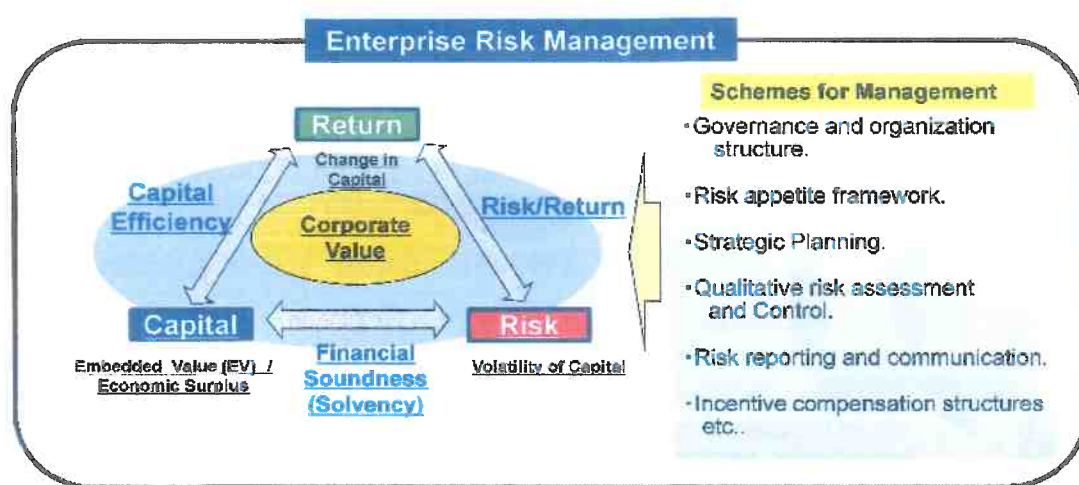 Enterprise Risk Management
Return
Change in
Capital
Capital
Efficiency
Risk/Return
Corporate
Value
Capital
Risk
Embedded Value (EV) /
Economic Surplus
Financial
Soundness
(Solvency)
Volatility of Capital
Schemes for Management
·Governance and organization
structure.
·Risk appetite framework.
·Strategic Planning.
·Qualitative risk assessment
and Control.
·Risk reporting and communication.
·Incentive compensation structures
etc..